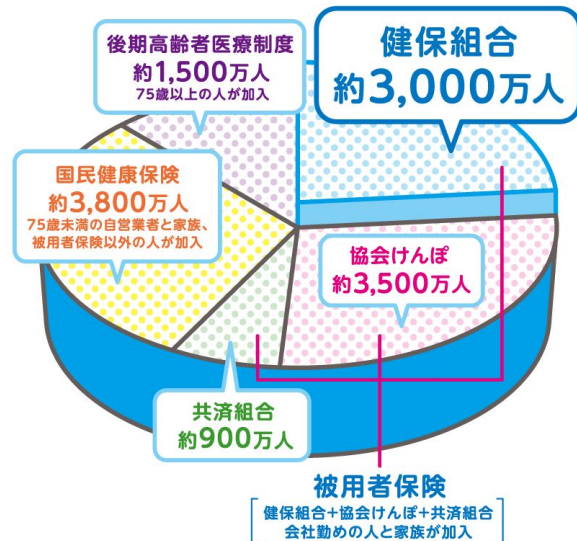 健保組合
約3,000万人
後期高齢者医療制度
約1,500万人
75歳以上の人が加入
国民健康保険
約3,800万人
75歳未満の自営業者と家族、
被用者保険以外の人が加入
協会けんぽ
約3,500万人
共済組合
約900万人
被用者保険
健保組合+協会けんぽ+共済組合
会社勤めの人と家族が加入